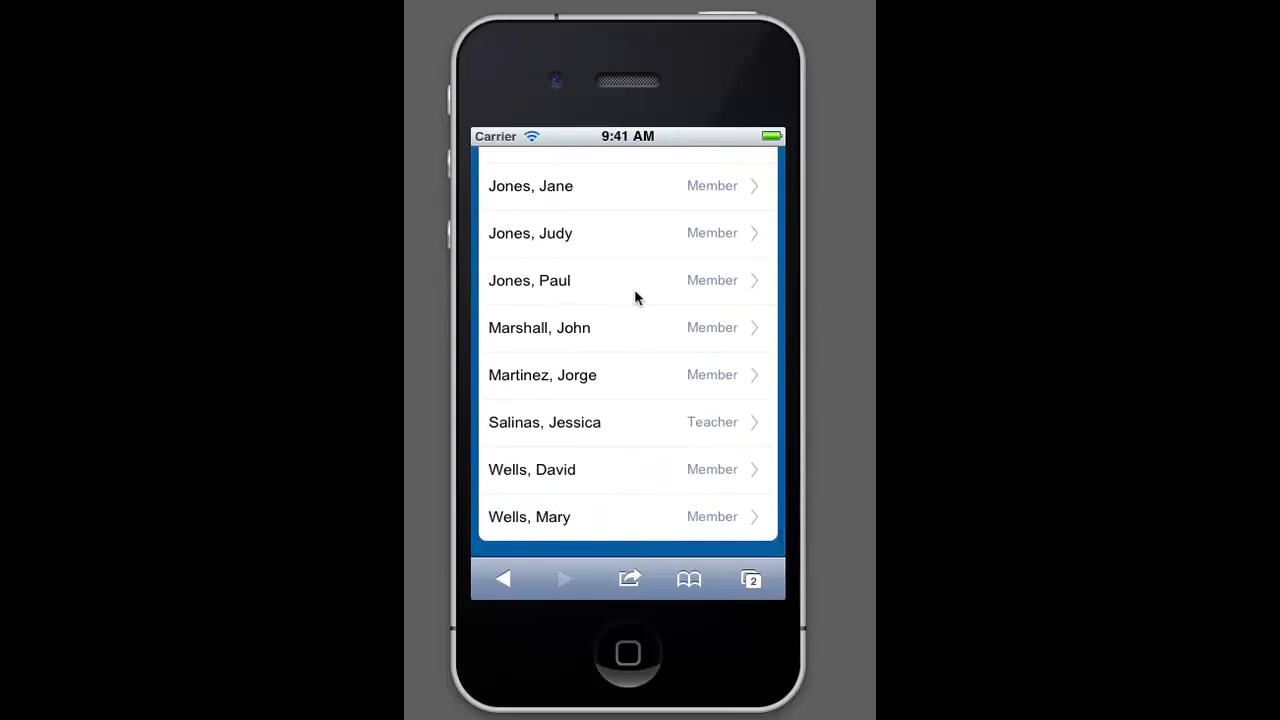 Carrier 9:41 AM
Jones, Jane Member
Jones, Judy Member
Jones, Paul Member
Marshall, John Member
Martinez, Jorge Member
Salinas, Jessica Teacher
Wells, David Member
Wells, Mary Member
2